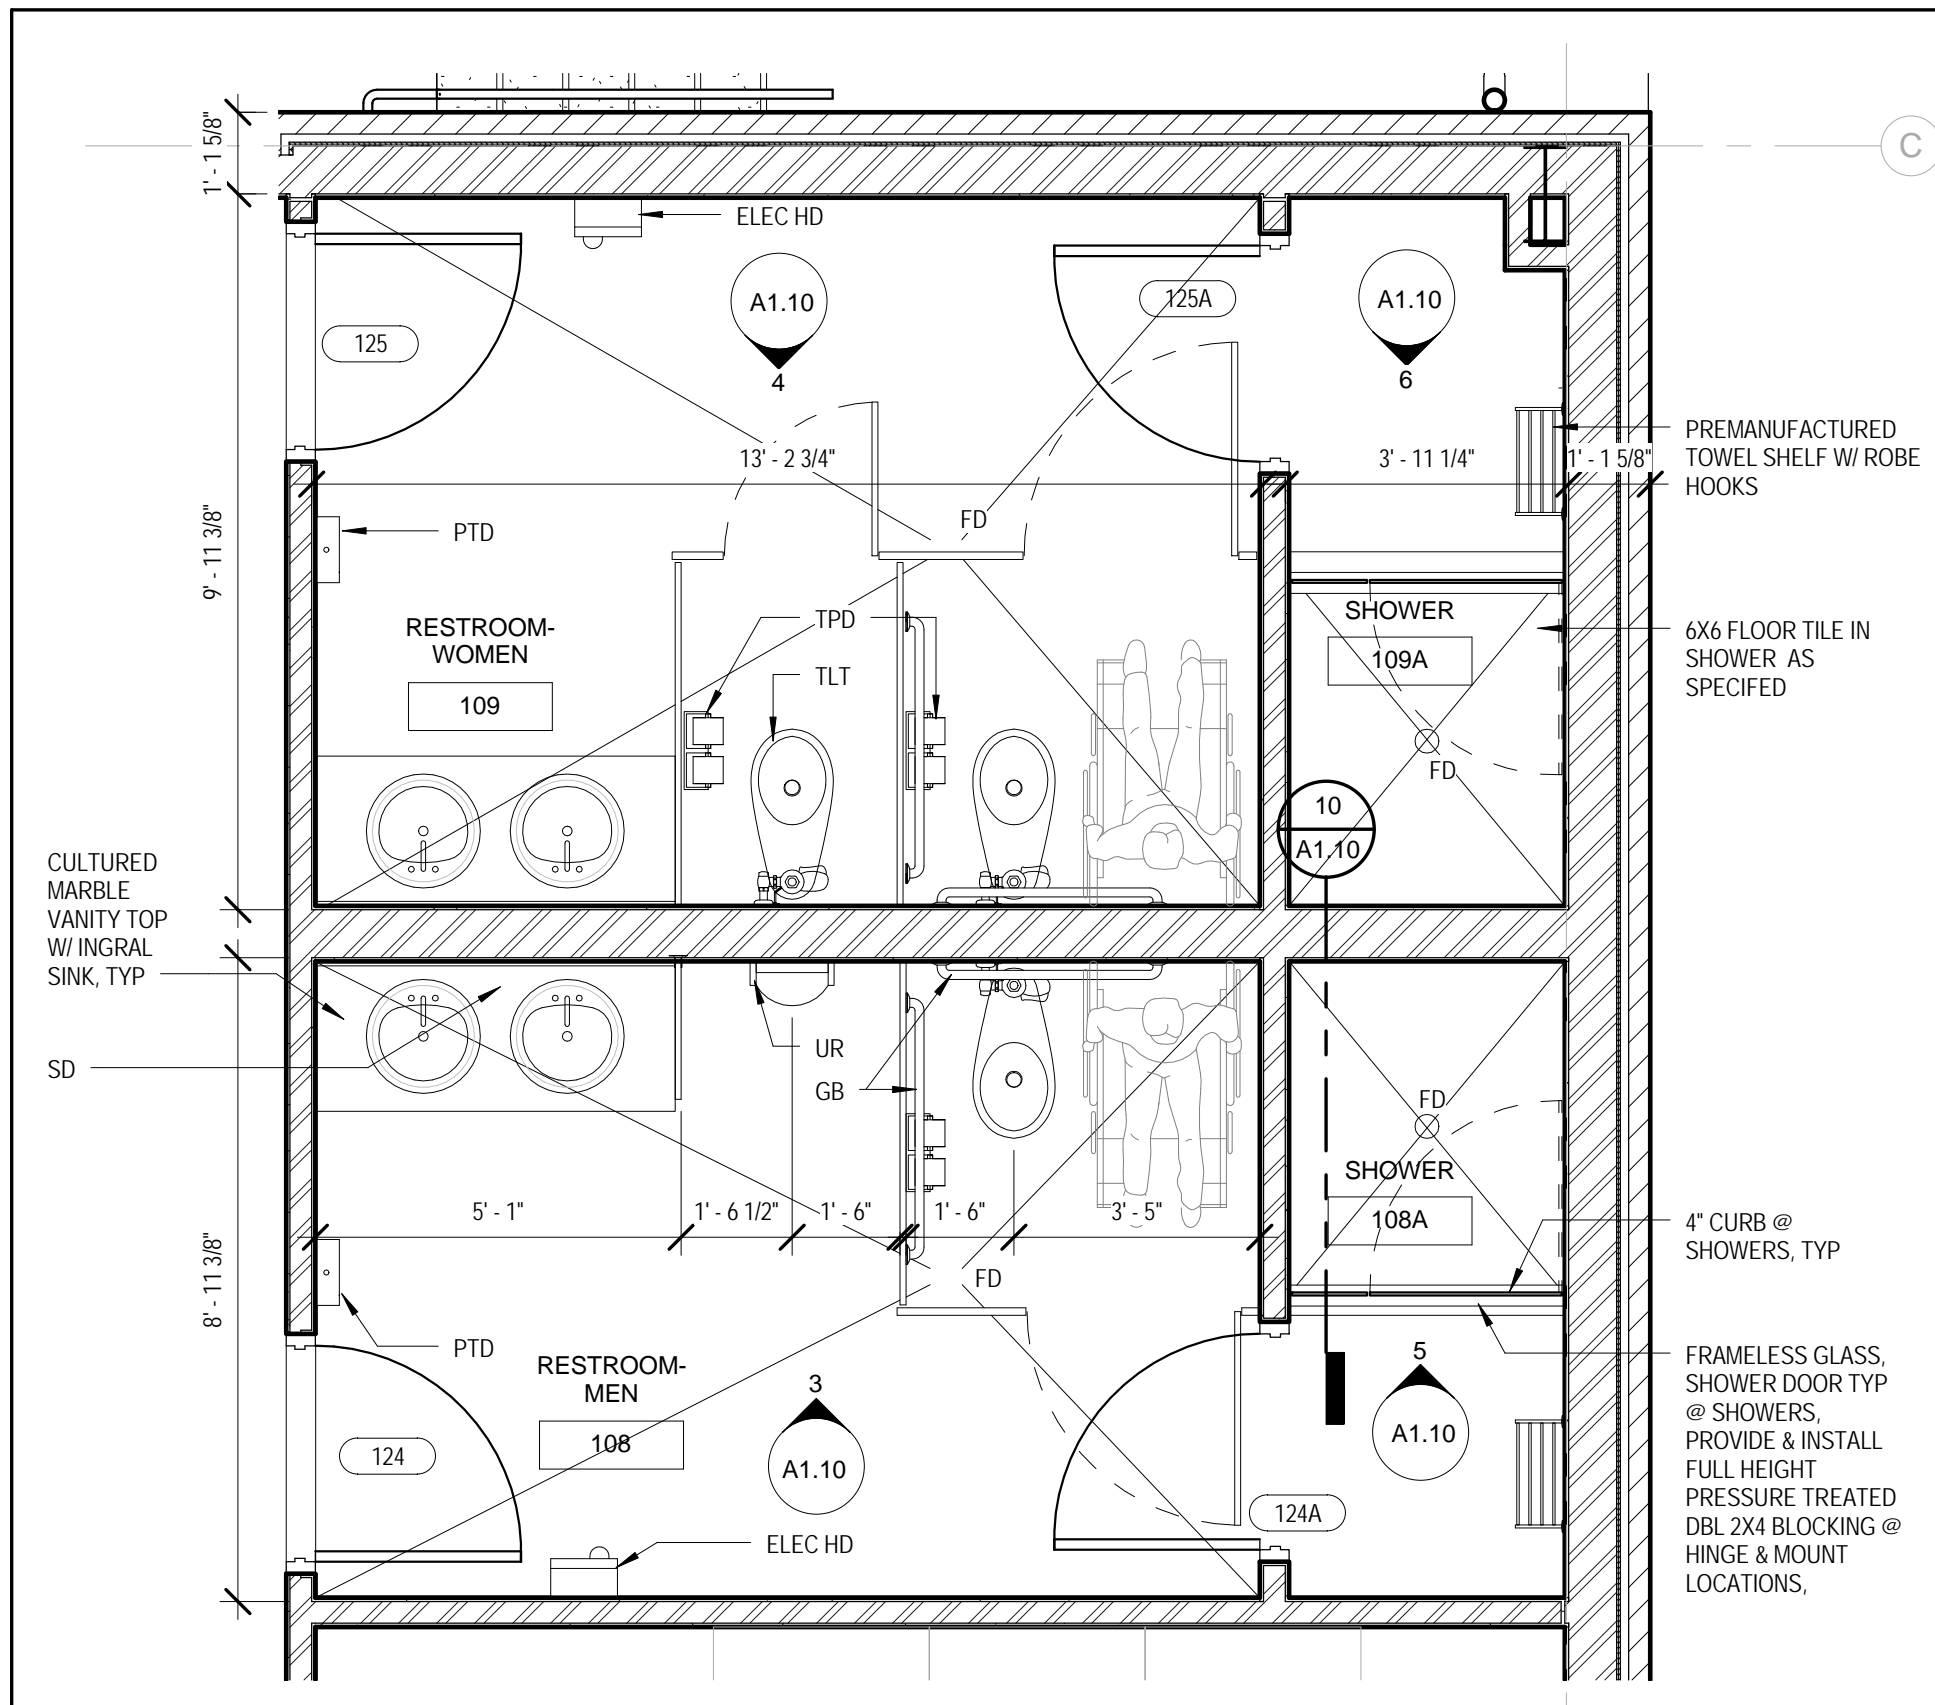 C
1' - 1 5/8"
ELEC HD
A1.10
4
125A
A1.10
6
125
13' - 2 3/4"
3' - 11 1/4"
1' - 1 5/8"
PREMANUFACTURED
TOWEL SHELF W/ ROBE
HOOKS
9' - 11 3/8"
PTD
FD
RESTROOM-
WOMEN
109
TPD
TLT
SHOWER
109A
6X6 FLOOR TILE IN
SHOWER AS
SPECIFED
FD
10
A1.10
CULTURED
MARBLE
VANITY TOP
W/ INGRAL
SINK, TYP
SD
UR
GB
FD
SHOWER
108A
5' - 1"
1' - 6 1/2"
1' - 6"
1' - 6"
3' - 5"
4" CURB @
SHOWERS, TYP
8' - 11 3/8"
FD
PTD
RESTROOM-
MEN
108
124
3
A1.10
5
A1.10
124A
ELEC HD
FRAMELESS GLASS,
SHOWER DOOR TYP
@ SHOWERS,
PROVIDE & INSTALL
FULL HEIGHT
PRESSURE TREATED
DBL 2X4 BLOCKING @
HINGE & MOUNT
LOCATIONS,